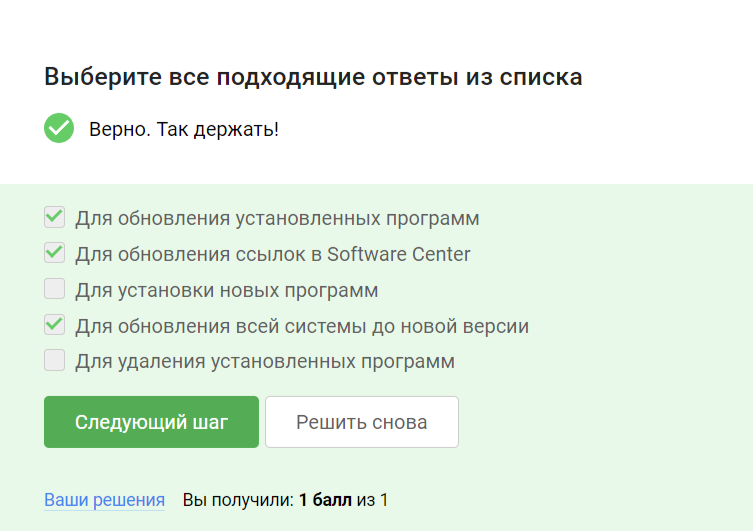 Выберите все подходящие ответы из списка
Верно. Так держать!
Для обновления установленных программ
Для обновления ссылок в Software Center
Для установки новых программ
Для обновления всей системы до новой версии
Для удаления установленных программ
Следующий шаг Решить снова
Ваши решения Вы получили: 1 балл из 1